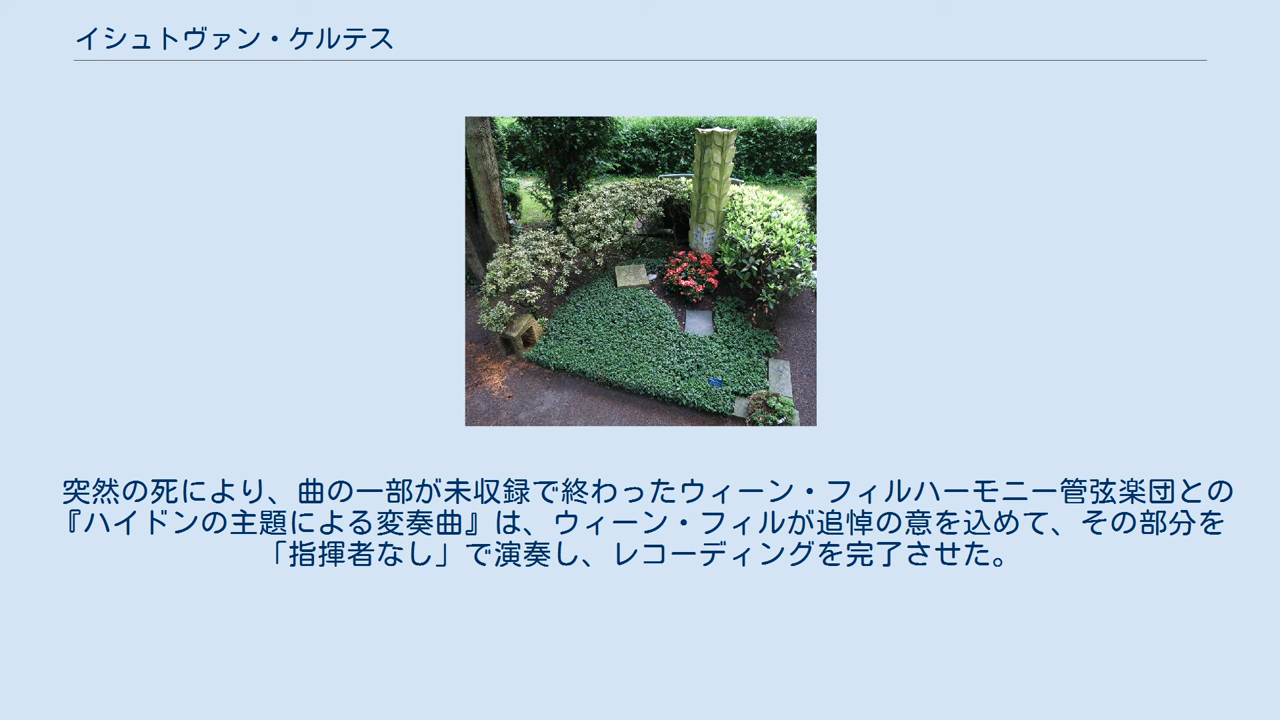 イシュトヴァン・ケルテス
突然の死により、曲の一部が未収録で終わったウィーン・フィルハーモニー管弦楽団との
『ハイドンの主題による変奏曲』は、ウィーン・フィルが追悼の意を込めて、その部分を
「指揮者なし」で演奏し、レコーディングを完了させた。